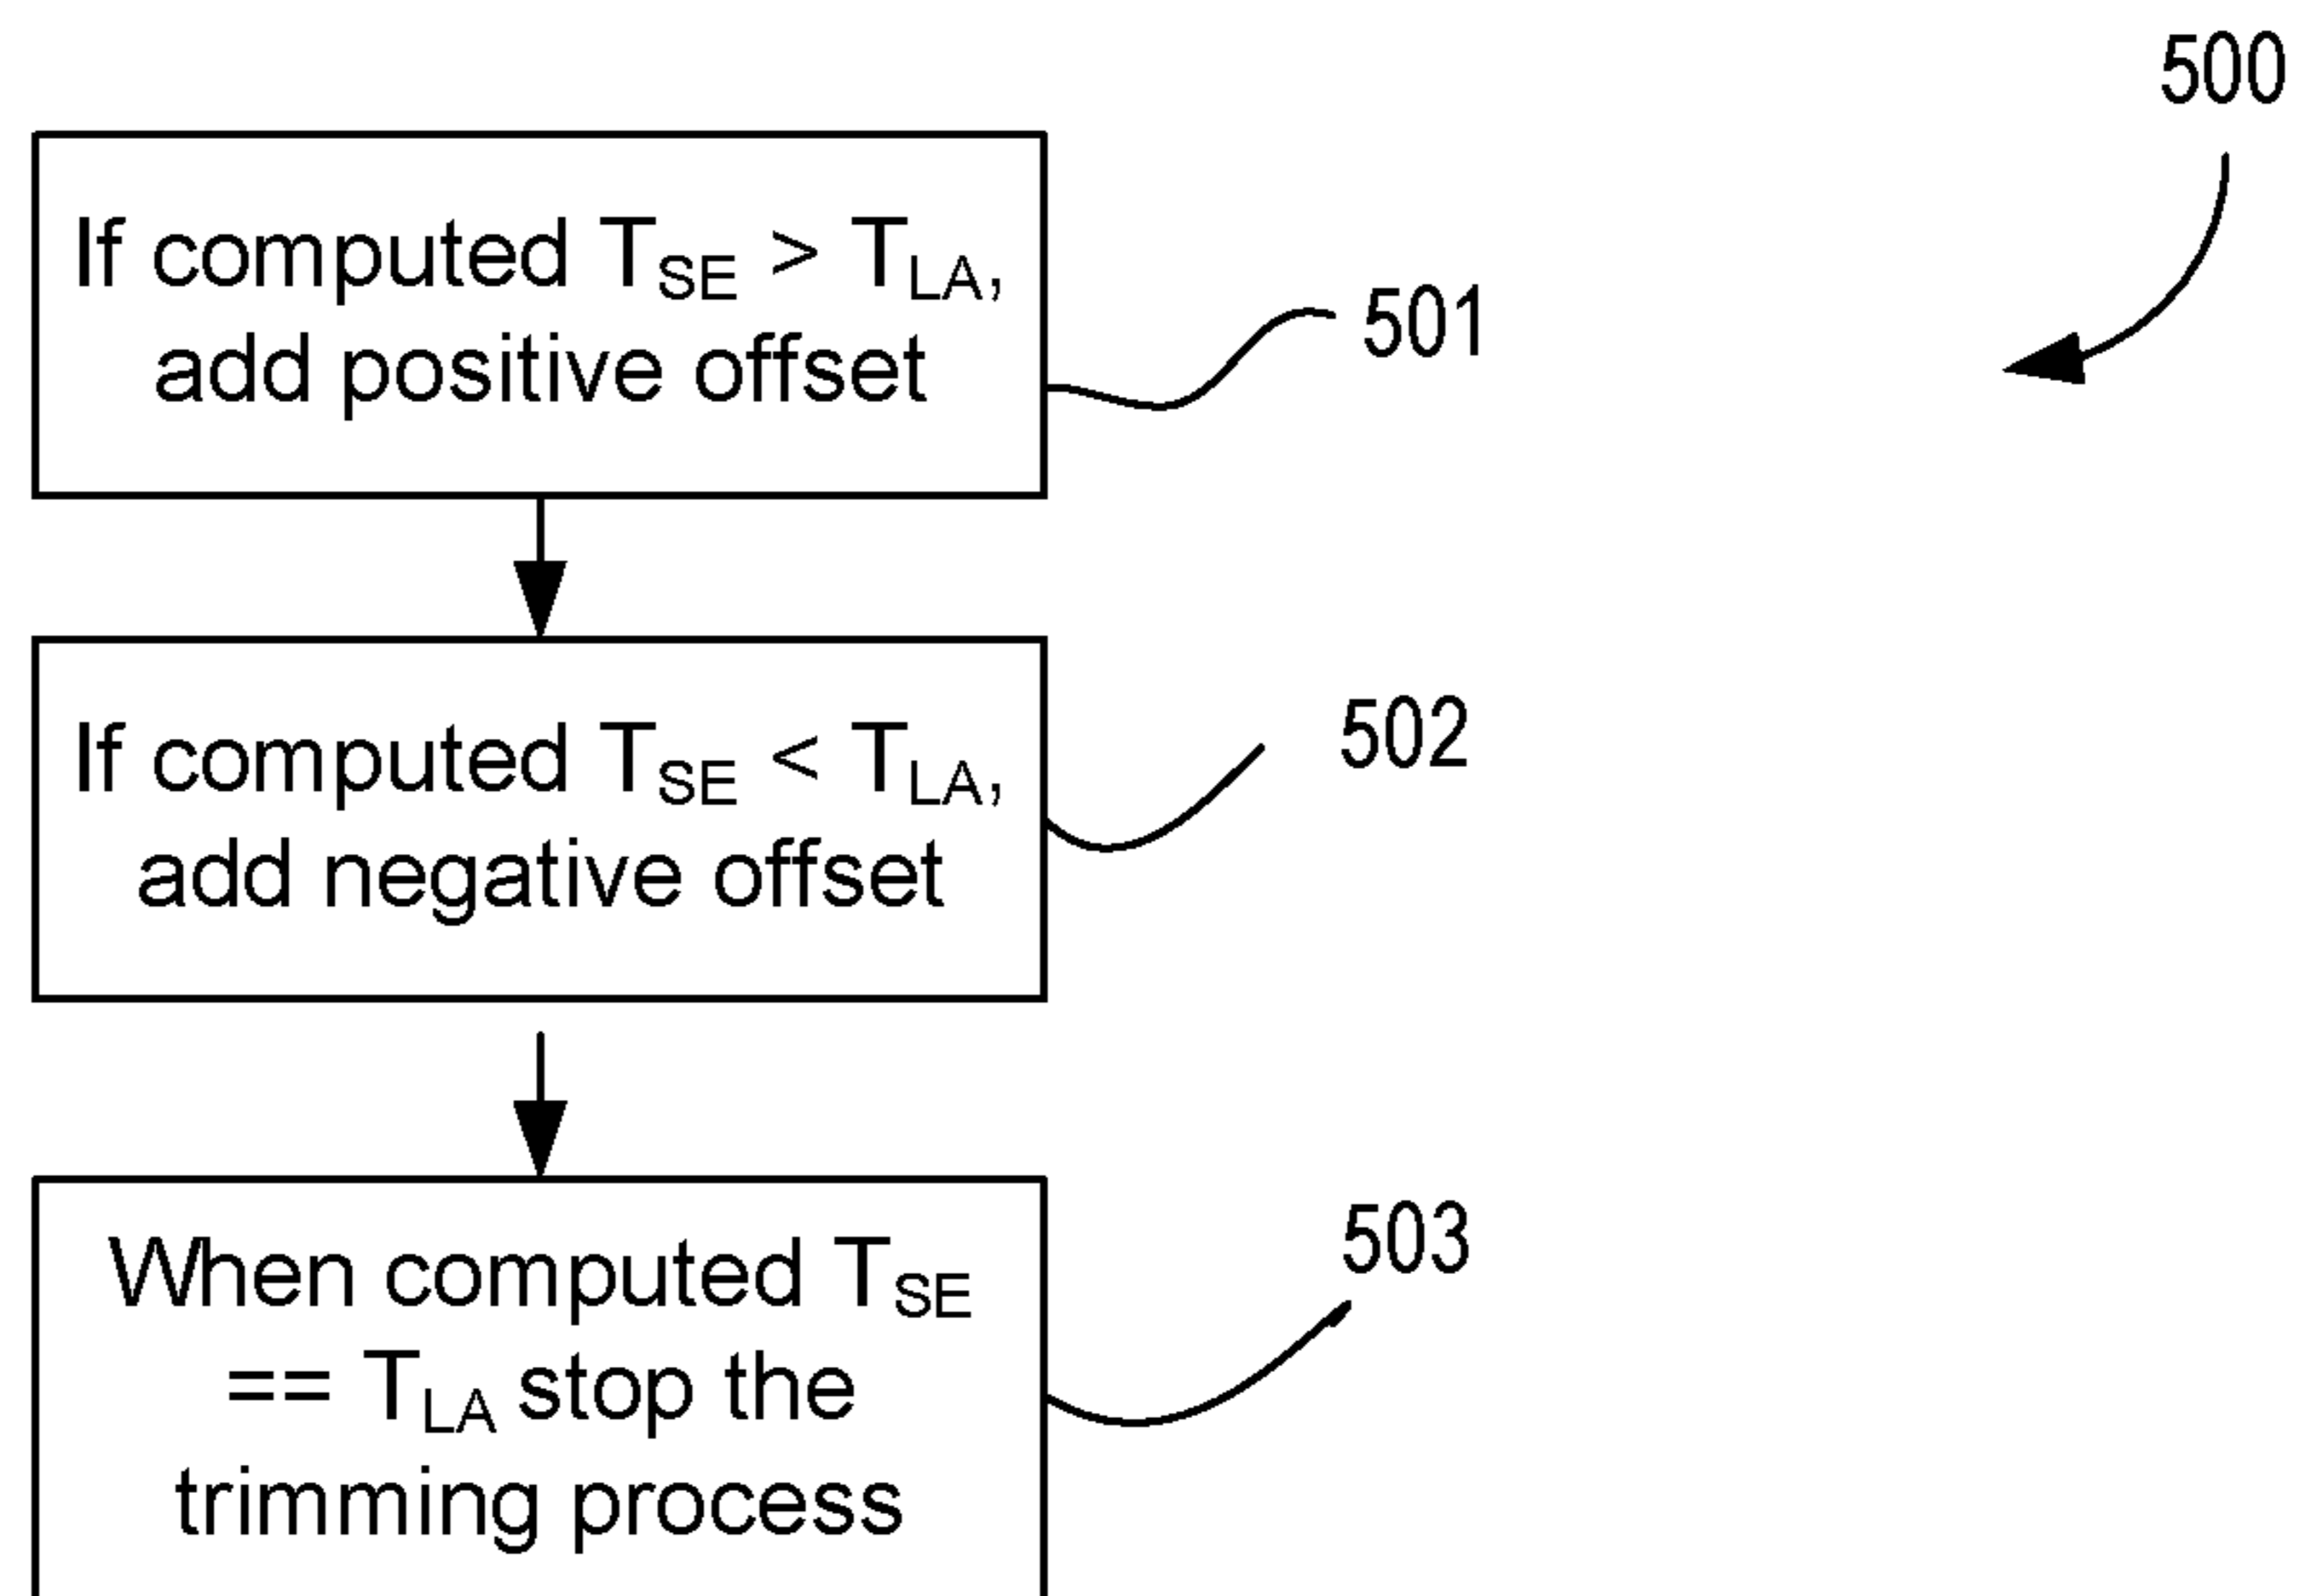 500
If computed TSE > TLA,
add positive offset
501
If computed TSE < TLA,
add negative offset
502
When computed TSE
== TLA stop the
trimming process
503